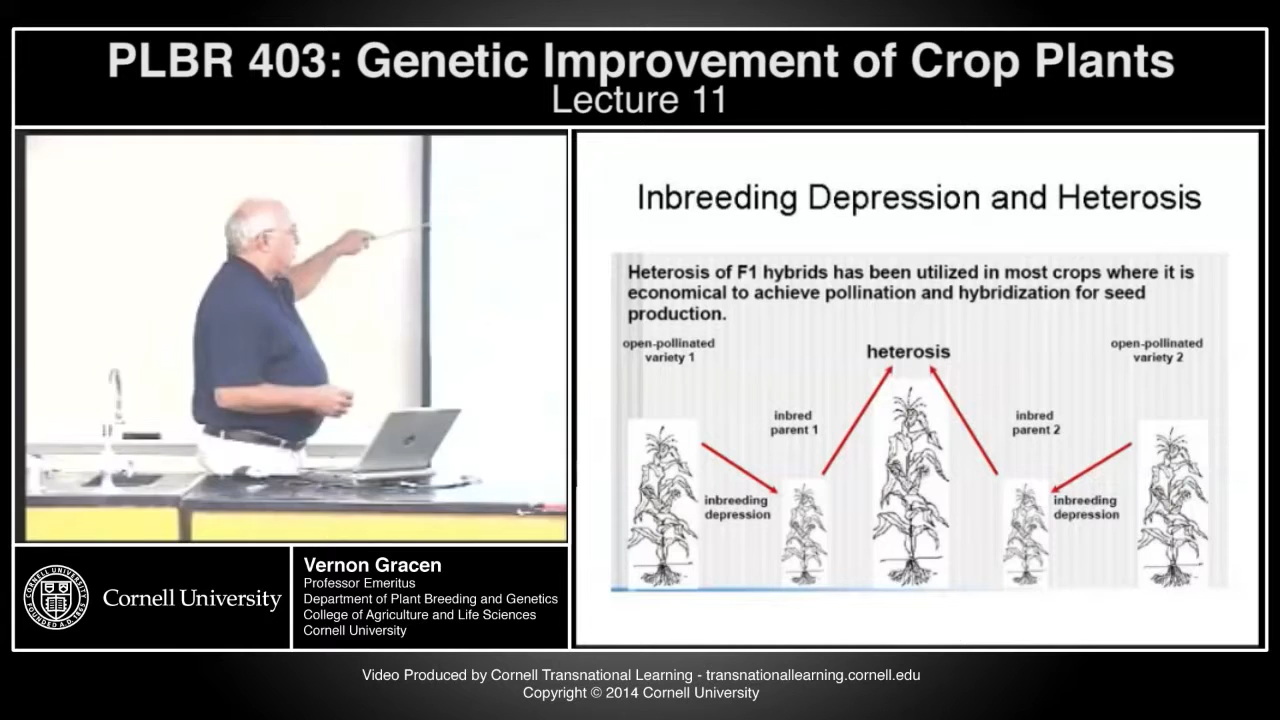 PLBR 403: Genetic Improvement of Crop Plants
Lecture 11
Inbreeding Depression and Heterosis
Heterosis of F1 hybrids has been utilized in most crops where it is
economical to achieve pollination and hybridization for seed
production.
open-pollinated
variety 1
heterosis
open-pollinated
variety 2
inbred
parent 1
inbred
parent 2
inbreeding
depression
inbreeding
depression
Cornell University
Vernon Gracen
Professor Emeritus
Department of Plant Breeding and Genetics
College of Agriculture and Life Sciences
Cornell University
Video Produced by Cornell Transnational Learning - transnationallearning.cornell.edu
Copyright © 2014 Cornell University